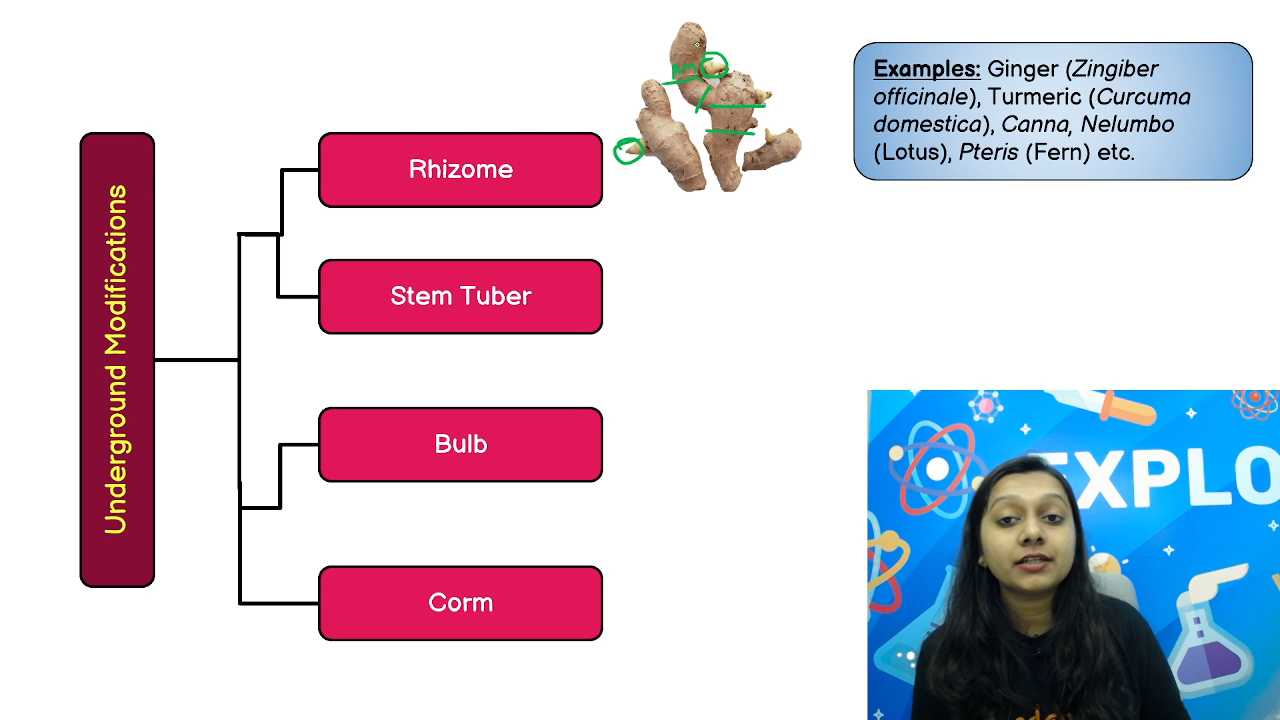 Underground Modifications
Rhizome
Stem Tuber
Bulb
Corm
Examples: Ginger (Zingiber
officinale), Turmeric (Curcuma
domestica), Canna, Nelumbo
(Lotus), Pteris (Fern) etc.
EXPLO